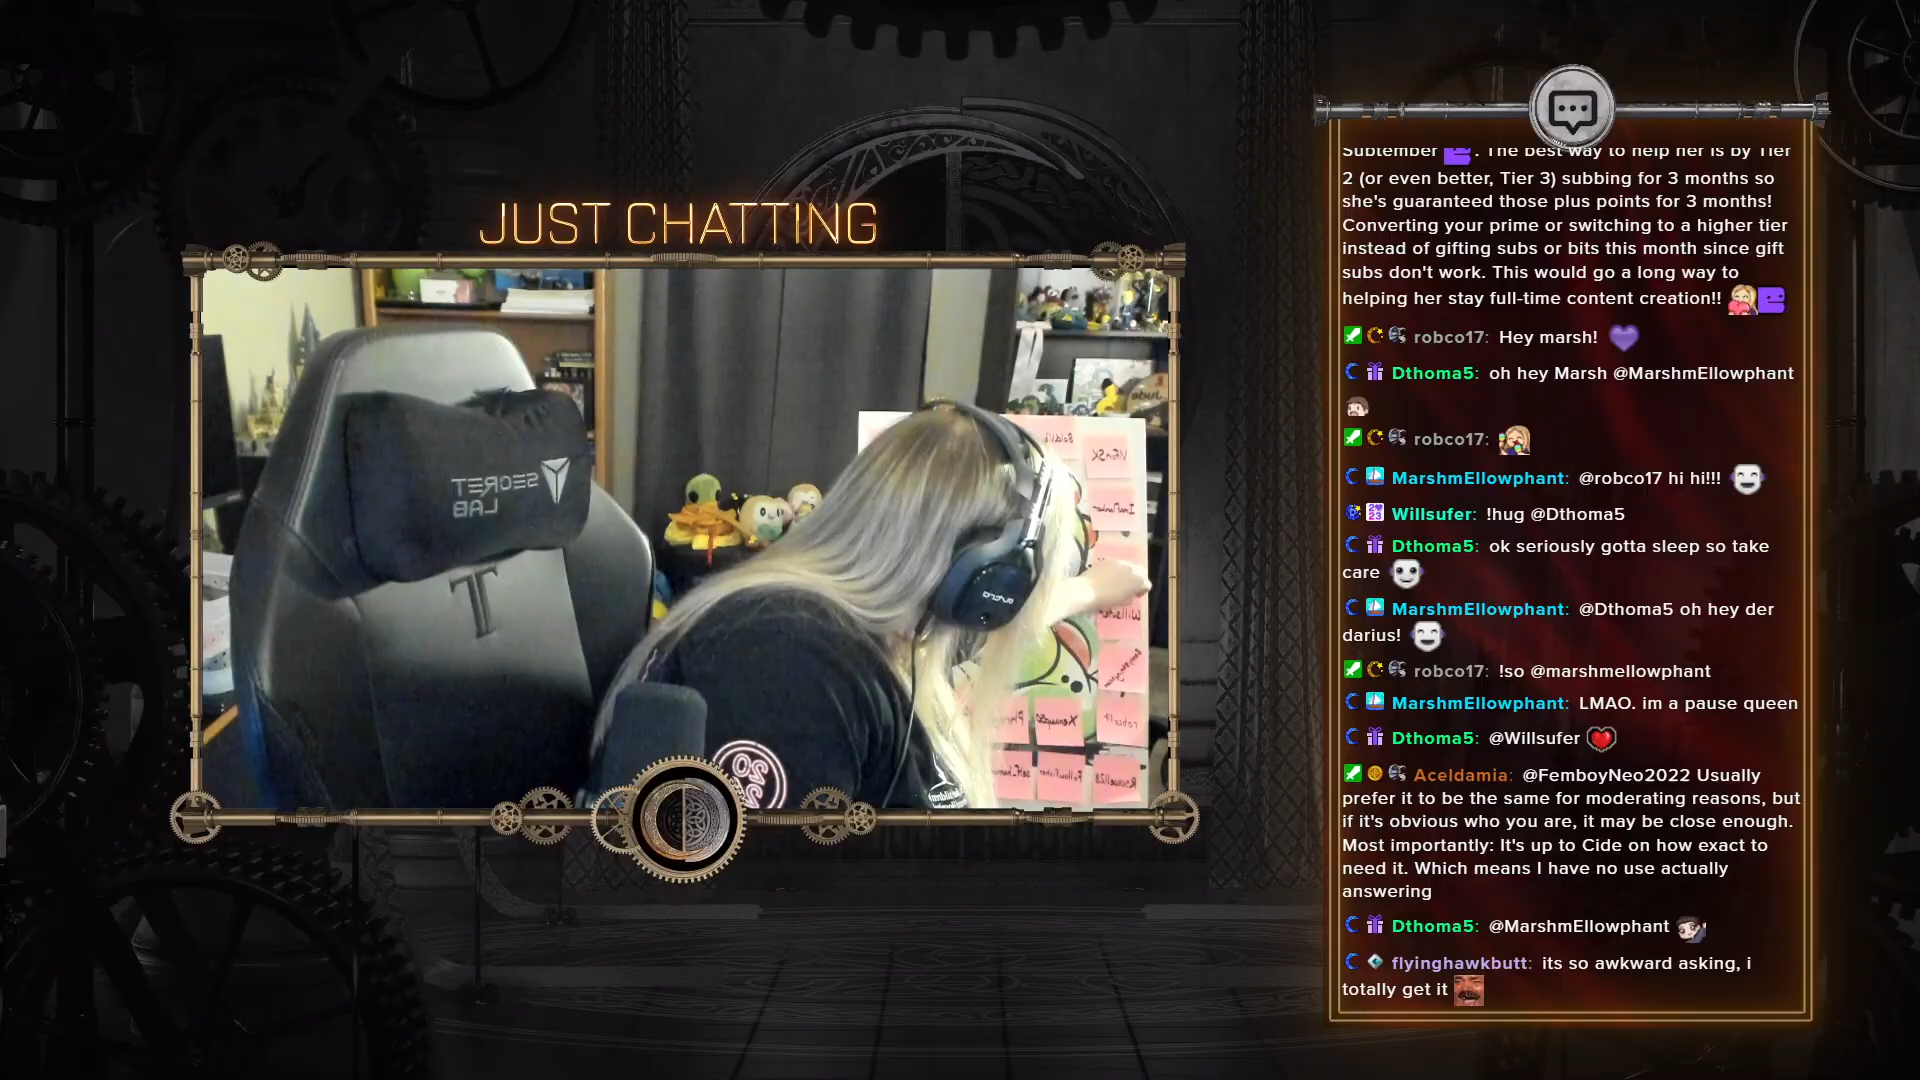 JUST CHATTING
SECRET
LAB
VRmSK
Willsufer
robco17
Xenayoo
astro
Subtember . The best way to help her is by Tier
2 (or even better, Tier 3) subbing for 3 months so
she's guaranteed those plus points for 3 months!
Converting your prime or switching to a higher tier
instead of gifting subs or bits this month since gift
subs don't work. This would go a long way to
helping her stay full-time content creation!!
robco17: Hey marsh!
Dthoma5: oh hey Marsh @MarshmEllowphant
robco17:
MarshmEllowphant: @robco17 hi hi!!!
Willsufer: !hug @Dthoma5
Dthoma5: ok seriously gotta sleep so take
care
MarshmEllowphant: @Dthoma5 oh hey der
darius!
robco17: !so @marshmellowphant
MarshmEllowphant: LMAO. im a pause queen
Dthoma5: @Willsufer
Aceldamia: @FemboyNeo2022 Usually
prefer it to be the same for moderating reasons, but
if it's obvious who you are, it may be close enough.
Most importantly: It's up to Cide on how exact to
need it. Which means I have no use actually
answering
Dthoma5: @MarshmEllowphant
flyinghawkbutt: its so awkward asking, i
totally get it